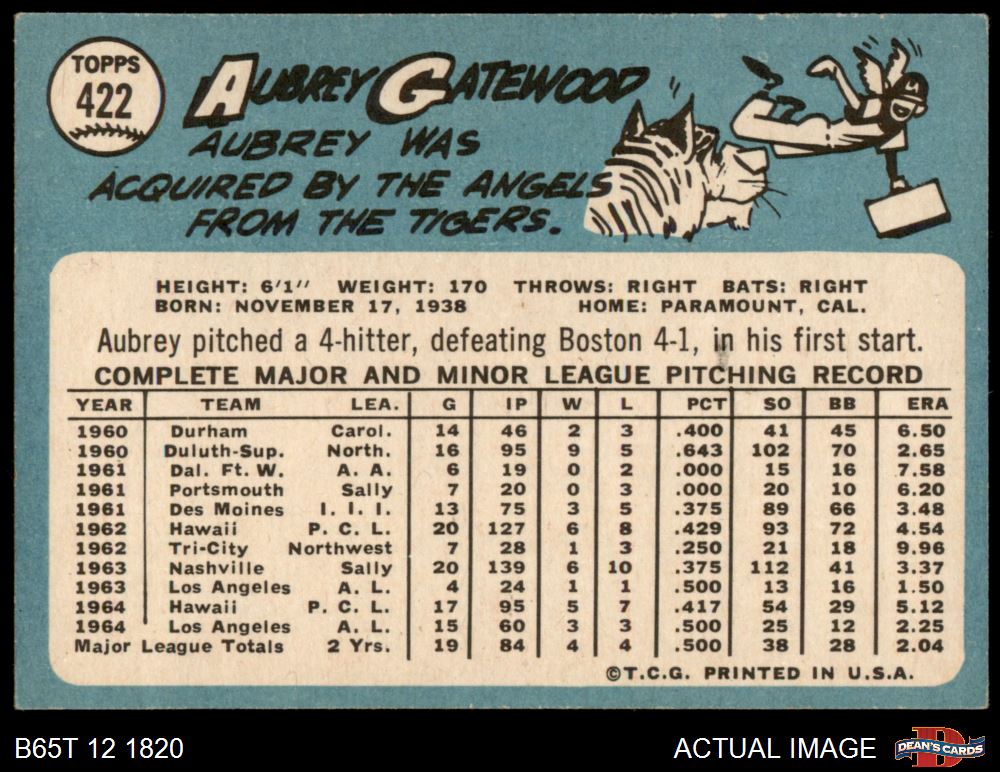 TOPPS
422
AUBREY GATEWOOD
AUBREY WAS
ACQUIRED BY THE ANGELS
FROM THE TIGERS.
HEIGHT: 6'1" WEIGHT: 170 THROWS: RIGHT BATS: RIGHT
BORN: NOVEMBER 17, 1938 HOME: PARAMOUNT, CAL.
Aubrey pitched a 4-hitter, defeating Boston 4-1, in his first start.
COMPLETE MAJOR AND MINOR LEAGUE PITCHING RECORD
YEAR TEAM LEA. G IP W L PCT SO BB ERA
1960 Durham Carol. 14 46 2 3 .400 41 45 6.50
1960 Duluth-Sup. North. 16 95 9 5 .643 102 70 2.65
1961 Dal. Ft. W. A. A. 6 19 0 2 .000 15 16 7.58
1961 Portsmouth Sally 7 20 0 3 .000 20 10 6.20
1961 Des Moines I. I. I. 13 75 3 5 .375 89 66 3.48
1962 Hawaii P. C. L. 20 127 6 8 .429 93 72 4.54
1962 Tri-City Northwest 7 28 1 3 .250 21 18 9.96
1963 Nashville Sally 20 139 6 10 .375 112 41 3.37
1963 Los Angeles A. L. 4 24 1 1 .500 13 16 1.50
1964 Hawaii P. C. L. 17 95 5 7 .417 54 29 5.12
1964 Los Angeles A. L. 15 60 3 3 .500 25 12 2.25
Major League Totals 2 Yrs. 19 84 4 4 .500 38 28 2.04
©T.C.G. PRINTED IN U.S.A.
B65T 12 1820 ACTUAL IMAGE D DEAN'S CARDS